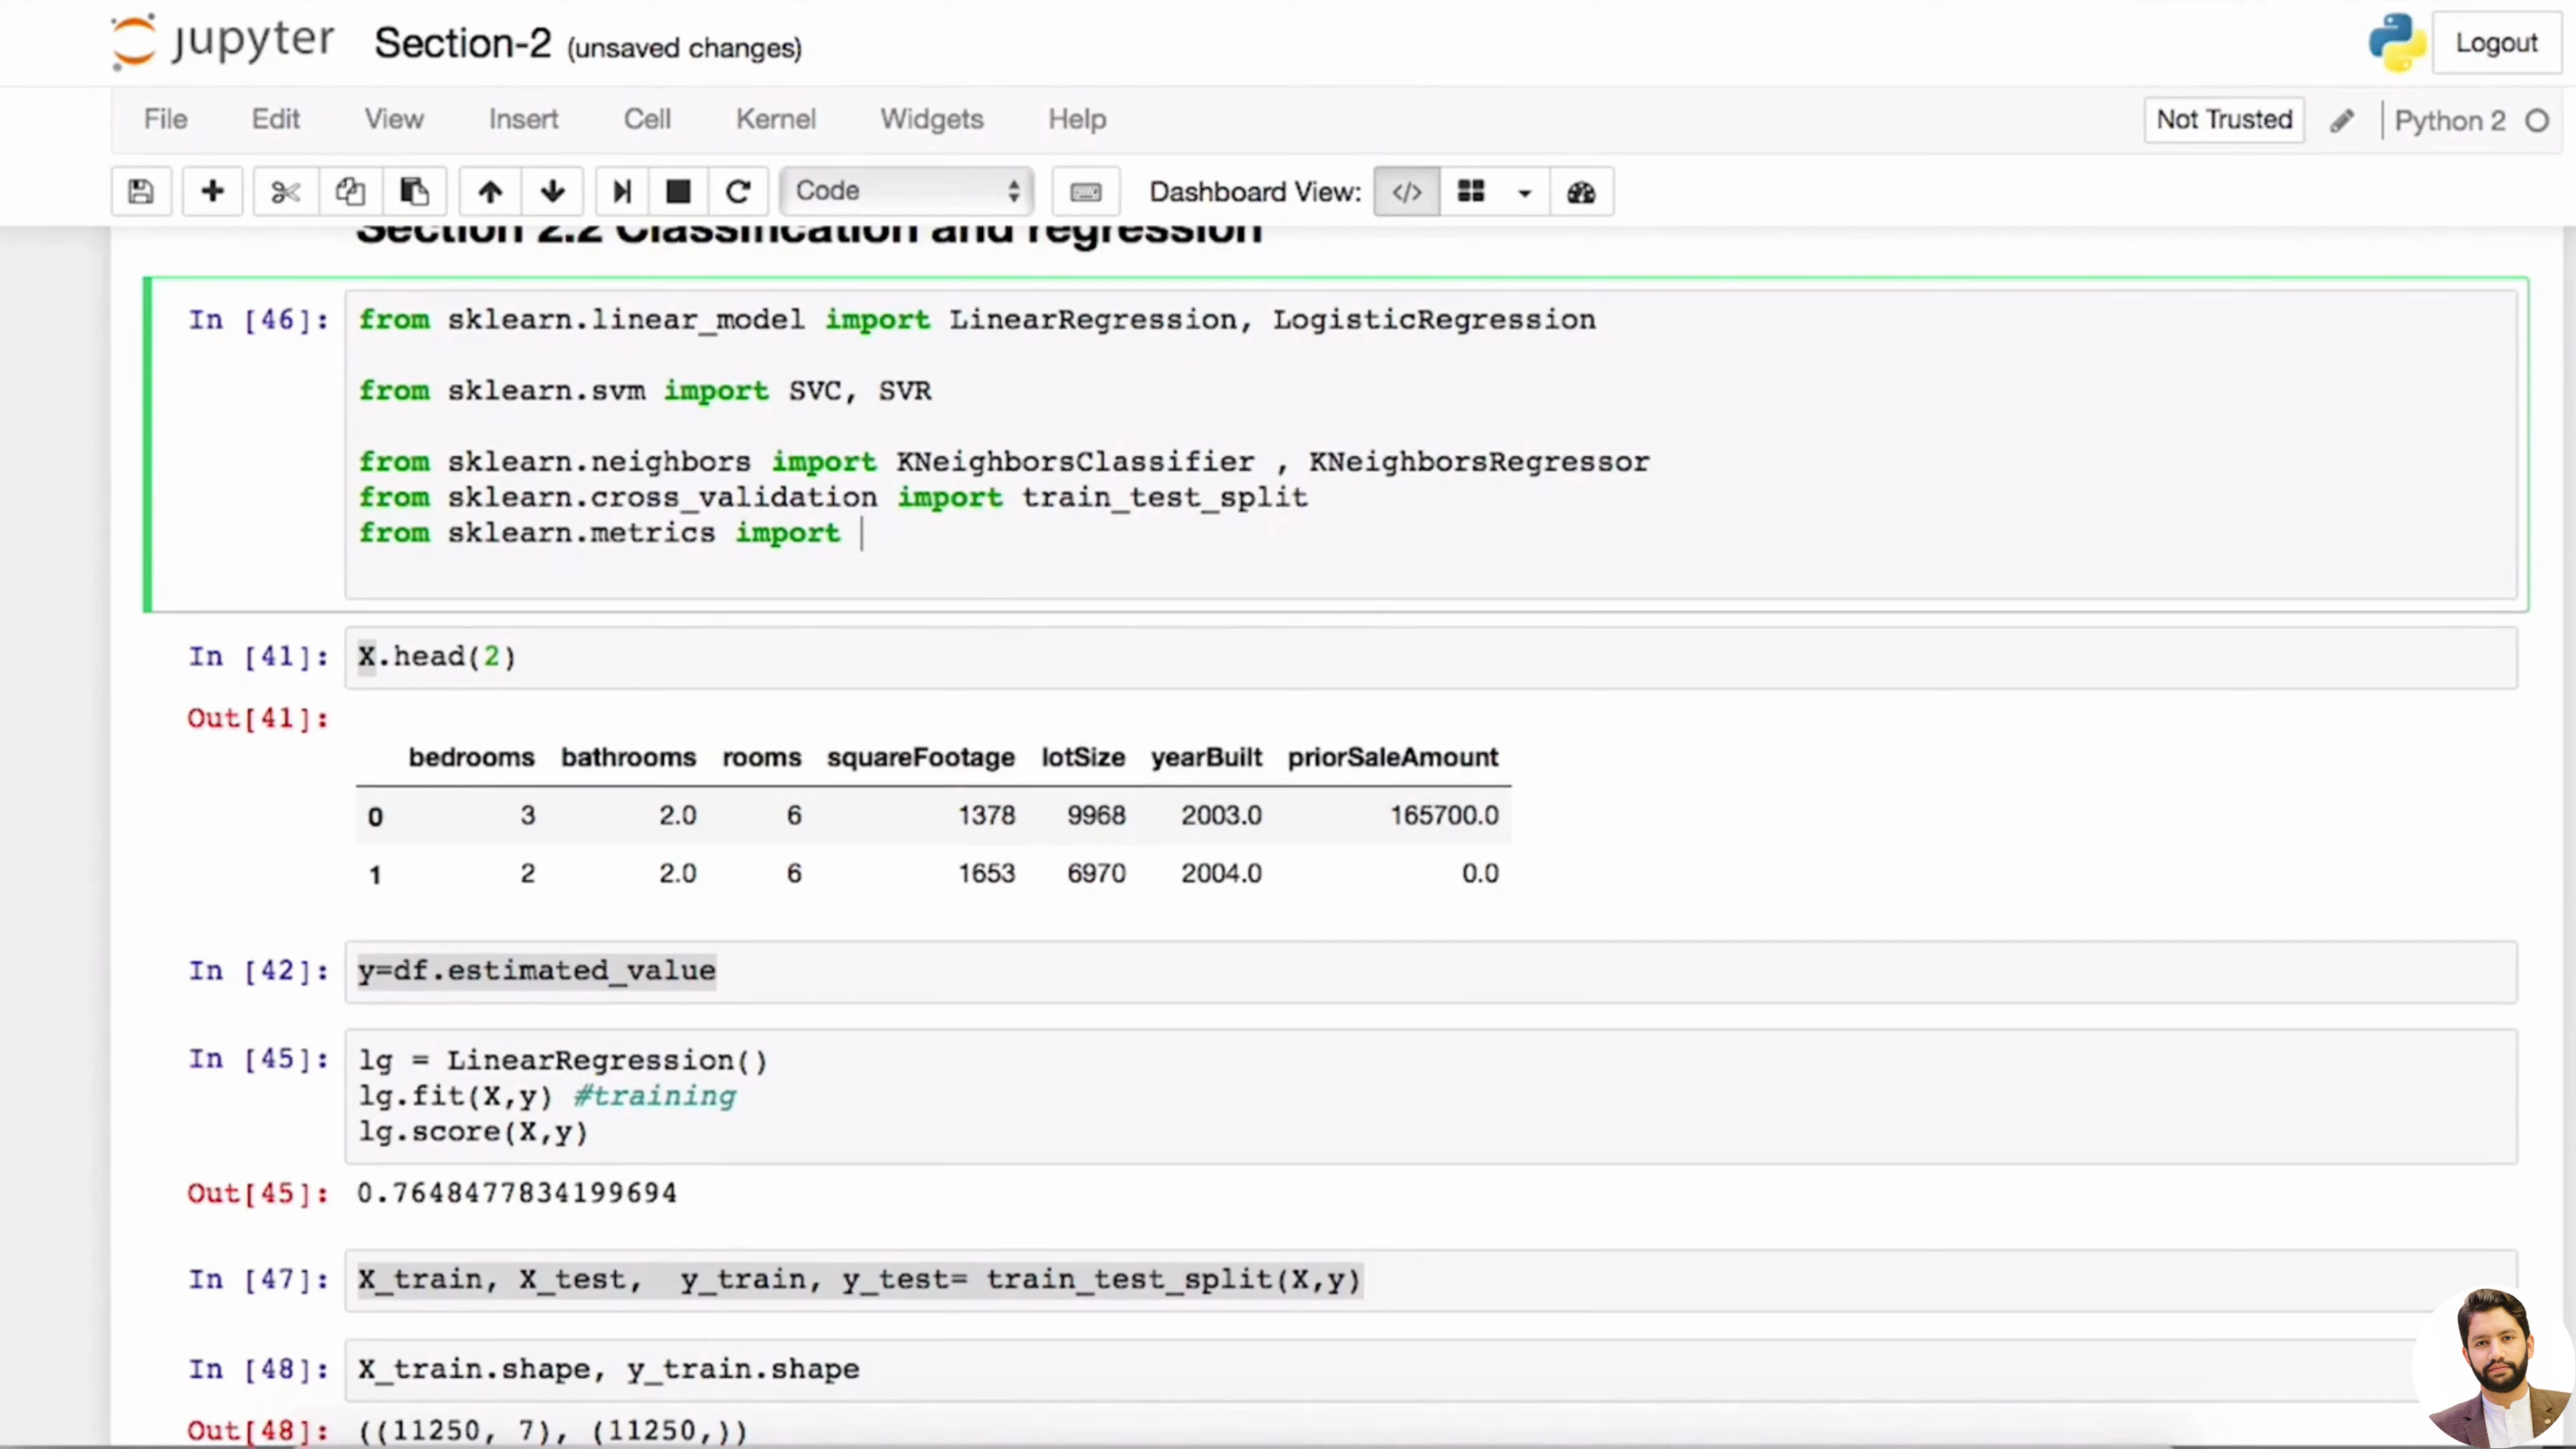 jupyter Section-2 (unsaved changes) Logout
File Edit View Insert Cell Kernel Widgets Help Not Trusted Python 2
Code Dashboard View: </>
Section 2.2 Classification and regression
In [46]: from sklearn.linear_model import LinearRegression, LogisticRegression
from sklearn.svm import SVC, SVR
from sklearn.neighbors import KNeighborsClassifier , KNeighborsRegressor
from sklearn.cross_validation import train_test_split
from sklearn.metrics import
In [41]: X.head(2)
Out[41]:
bedrooms bathrooms rooms squareFootage lotSize yearBuilt priorSaleAmount
0 3 2.0 6 1378 9968 2003.0 165700.0
1 2 2.0 6 1653 6970 2004.0 0.0
In [42]: y=df.estimated_value
In [45]: lg = LinearRegression()
lg.fit(X,y) #training
lg.score(X,y)
Out[45]: 0.7648477834199694
In [47]: X_train, X_test, y_train, y_test= train_test_split(X,y)
In [48]: X_train.shape, y_train.shape
Out[48]: ((11250, 7), (11250,))